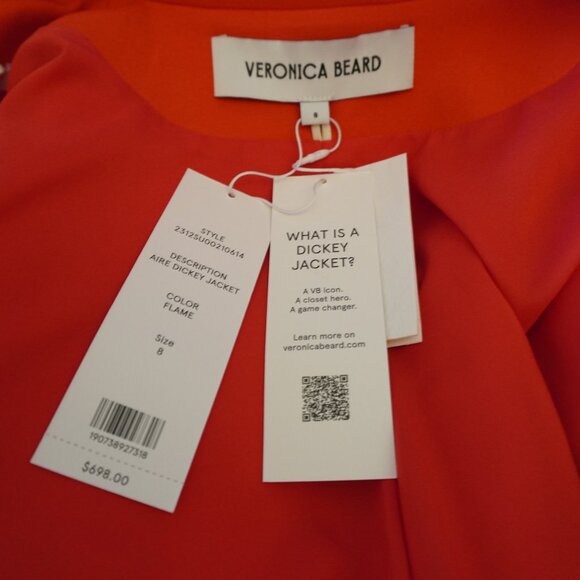 VERONICA BEARD
8
STYLE
2312SU00210614
DESCRIPTION
AIRE DICKEY JACKET
COLOR
FLAME
Size
8
190738927318
$698.00
WHAT IS A
DICKEY
JACKET?
A VB icon.
A closet hero.
A game changer.
Learn more on
veronicabeard.com